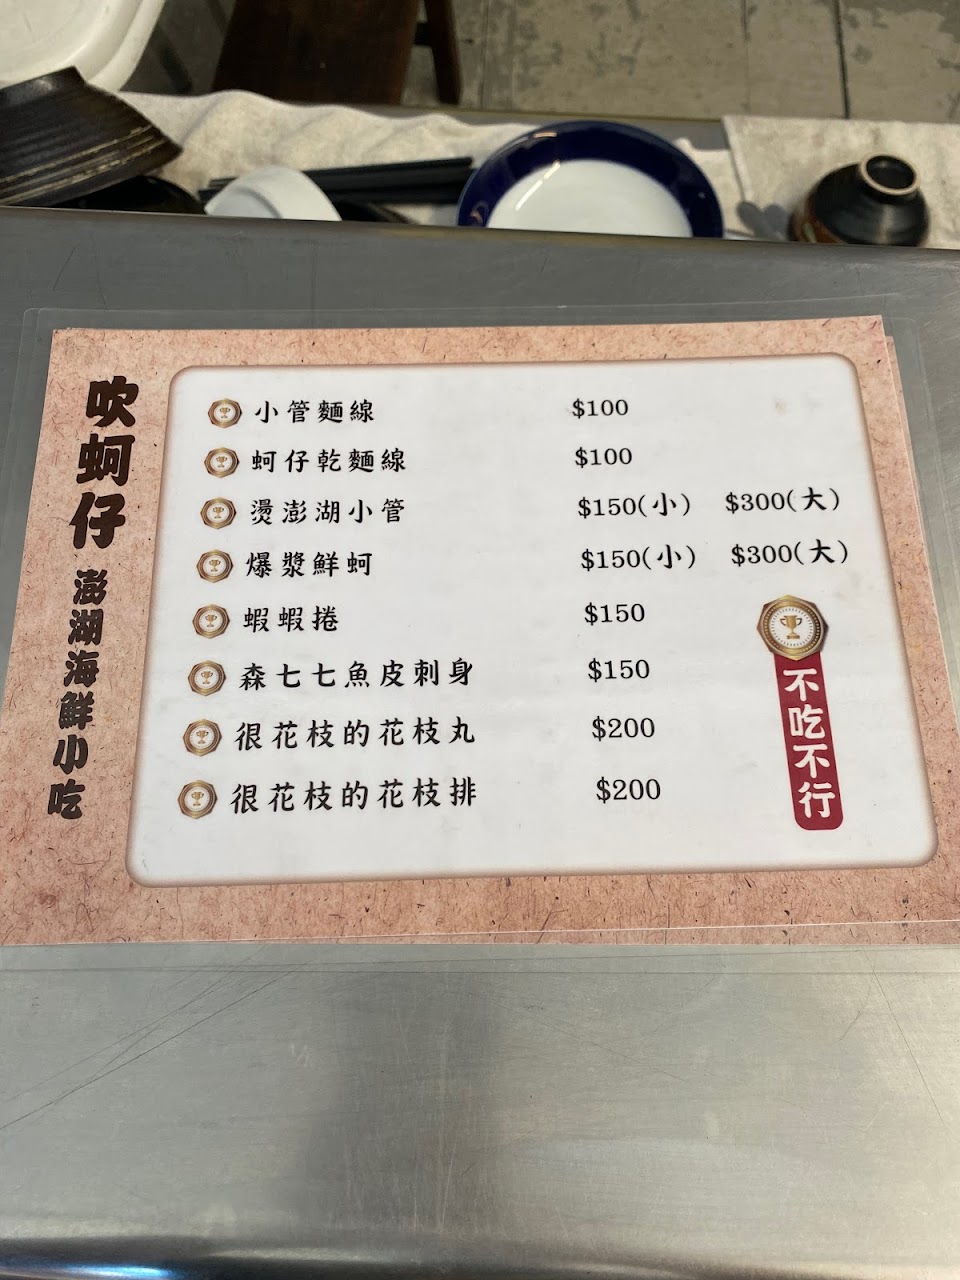 吹蚵仔 澎湖海鮮小吃
小管麵線 $100
蚵仔乾麵線 $100
燙澎湖小管 $150(小) $300(大)
爆漿鮮蚵 $150(小) $300(大)
蝦蝦捲 $150
森七七魚皮刺身 $150
很花枝的花枝丸 $200
很花枝的花枝排 $200
不吃不行